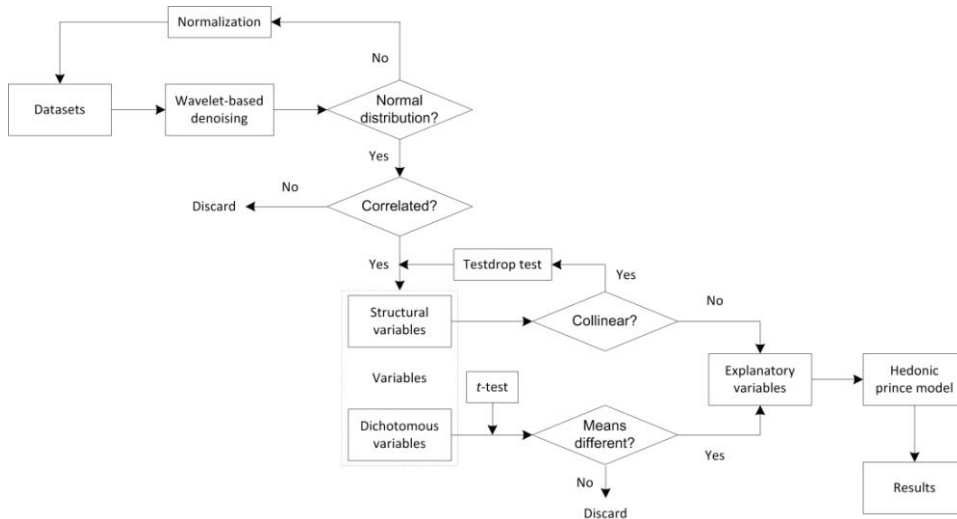 Normalization
No
Datasets
Wavelet-based
denoising
Normal
distribution?
Yes
No
Discard
Correlated?
Yes
Testdrop test
Yes
Structural
variables
Collinear?
No
Variables
t-test
Explanatory
variables
Hedonic
prince model
Dichotomous
variables
Means
different?
Yes
No
Discard
Results